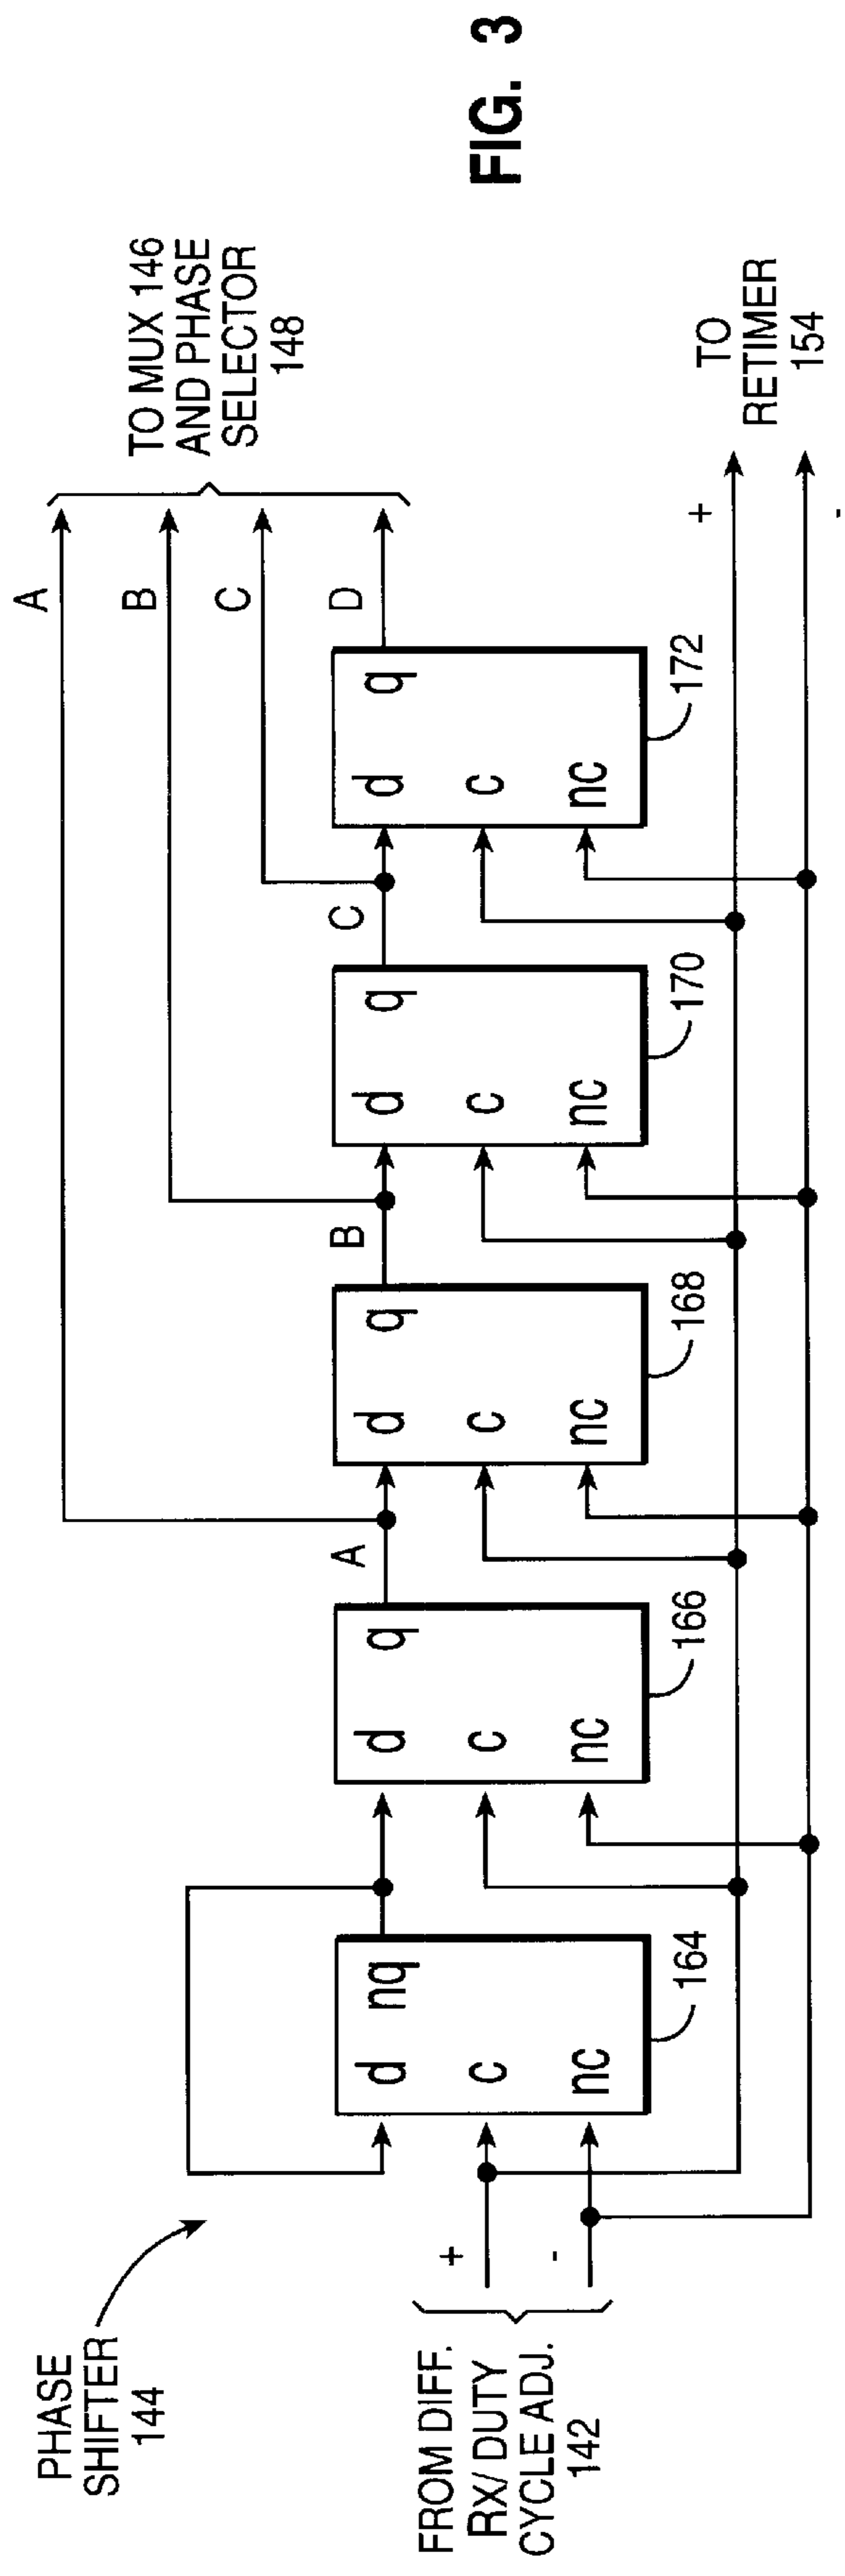 PHASE
SHIFTER
144
FROM DIFF.
RX/ DUTY
CYCLE ADJ.
142
+
-
d nq
c
nc
164
d q
c
nc
166
A
d q
c
nc
168
B
d q
c
nc
170
C
d q
c
nc
172
A
B
C
D
TO MUX 146
AND PHASE
SELECTOR
148
+
-
TO
RETIMER
154
FIG. 3